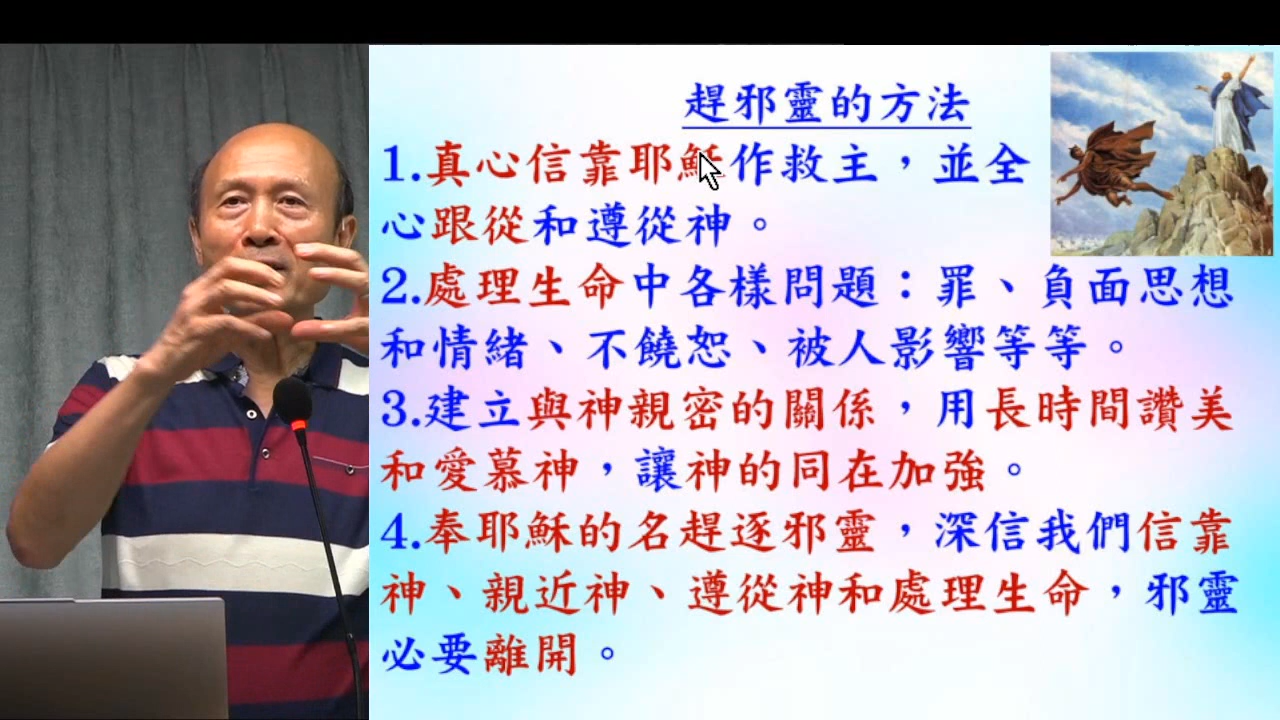 趕邪靈的方法
1.真心信靠耶穌作救主，並全
心跟從和遵從神。
2.處理生命中各樣問題：罪、負面思想
和情緒、不饒恕、被人影響等等。
3.建立與神親密的關係，用長時間讚美
和愛慕神，讓神的同在加強。
4.奉耶穌的名趕逐邪靈，深信我們信靠
神、親近神、遵從神和處理生命，邪靈
必要離開。